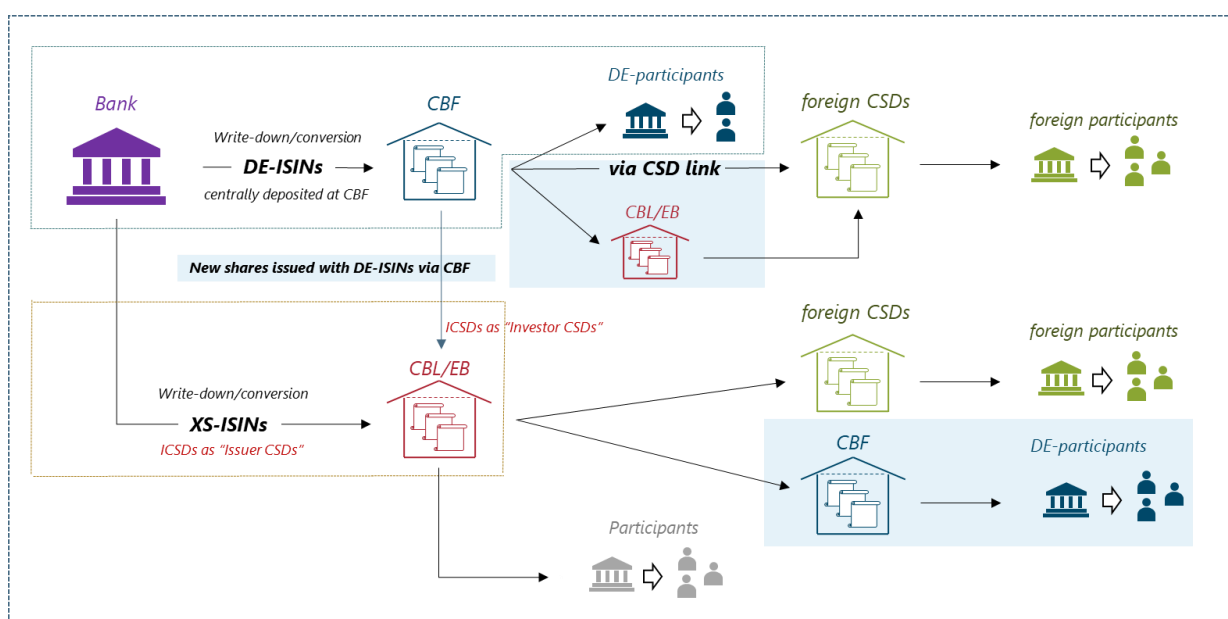 Bank
Write-down/conversion
DE-ISINs
centrally deposited at CBF
CBF
DE-participants
via CSD link
CBL/EB
foreign CSDs
foreign participants
New shares issued with DE-ISINs via CBF
ICSDs as “Investor CSDs”
Write-down/conversion
XS-ISINs
ICSDs as “Issuer CSDs”
CBL/EB
foreign CSDs
foreign participants
CBF
DE-participants
Participants